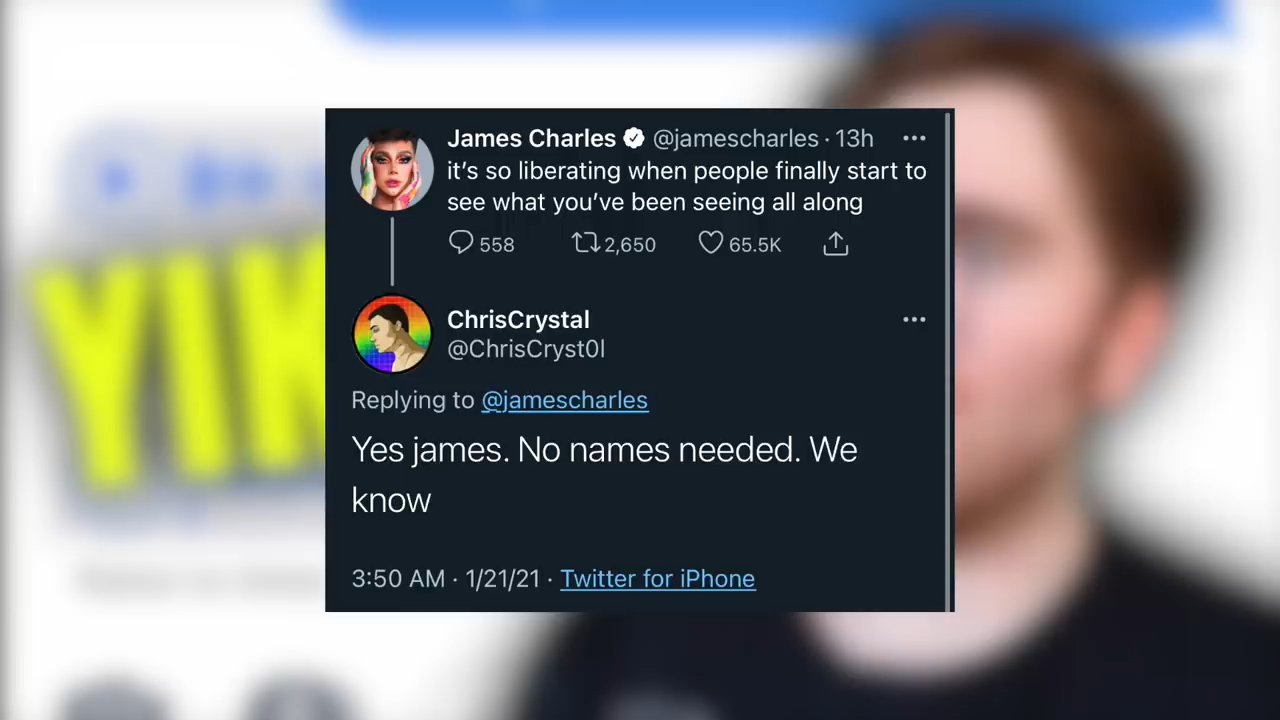 James Charles @jamescharles · 13h
it's so liberating when people finally start to
see what you've been seeing all along
558 2,650 65.5K
ChrisCrystal
@ChrisCryst0l
Replying to @jamescharles
Yes james. No names needed. We
know
3:50 AM · 1/21/21 · Twitter for iPhone
YIK